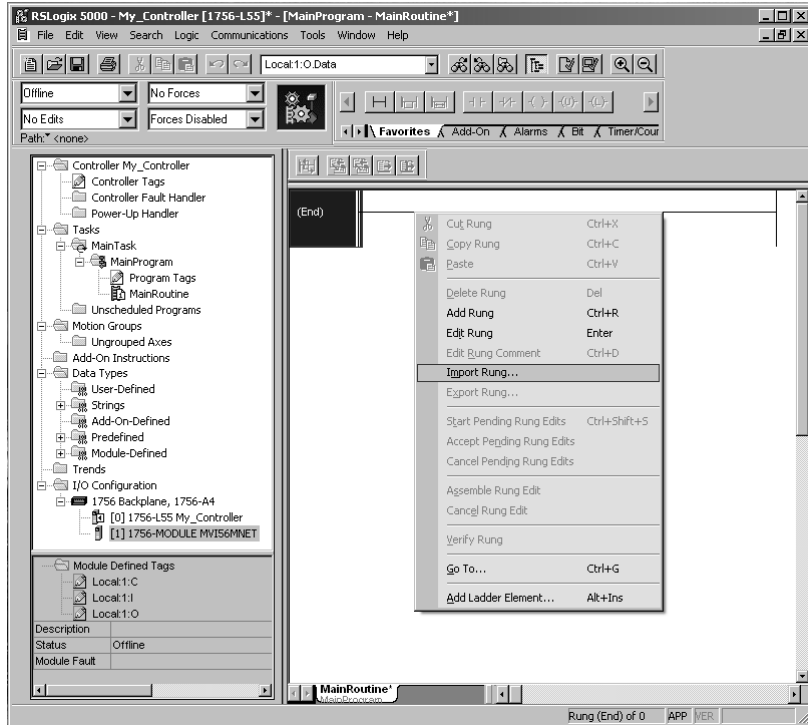 RSLogix 5000 - My_Controller [1756-L55]* - [MainProgram - MainRoutine*]
File Edit View Search Logic Communications Tools Window Help
Local:1:O.Data
Offline No Forces
No Edits Forces Disabled
Path:* <none>
Favorites Add-On Alarms Bit Timer/Cour
Controller My_Controller
Controller Tags
Controller Fault Handler
Power-Up Handler
Tasks
MainTask
MainProgram
Program Tags
MainRoutine
Unscheduled Programs
Motion Groups
Ungrouped Axes
Add-On Instructions
Data Types
User-Defined
Strings
Add-On-Defined
Predefined
Module-Defined
Trends
I/O Configuration
1756 Backplane, 1756-A4
[0] 1756-L55 My_Controller
[1] 1756-MODULE MVI56MNET
Module Defined Tags
Local:1:C
Local:1:I
Local:1:O
Description
Status Offline
Module Fault
(End)
Cut Rung Ctrl+X
Copy Rung Ctrl+C
Paste Ctrl+V
Delete Rung Del
Add Rung Ctrl+R
Edit Rung Enter
Edit Rung Comment Ctrl+D
Import Rung...
Export Rung...
Start Pending Rung Edits Ctrl+Shift+S
Accept Pending Rung Edits
Cancel Pending Rung Edits
Assemble Rung Edit
Cancel Rung Edit
Verify Rung
Go To... Ctrl+G
Add Ladder Element... Alt+Ins
MainRoutine*
MainProgram
Rung (End) of 0 APP VER